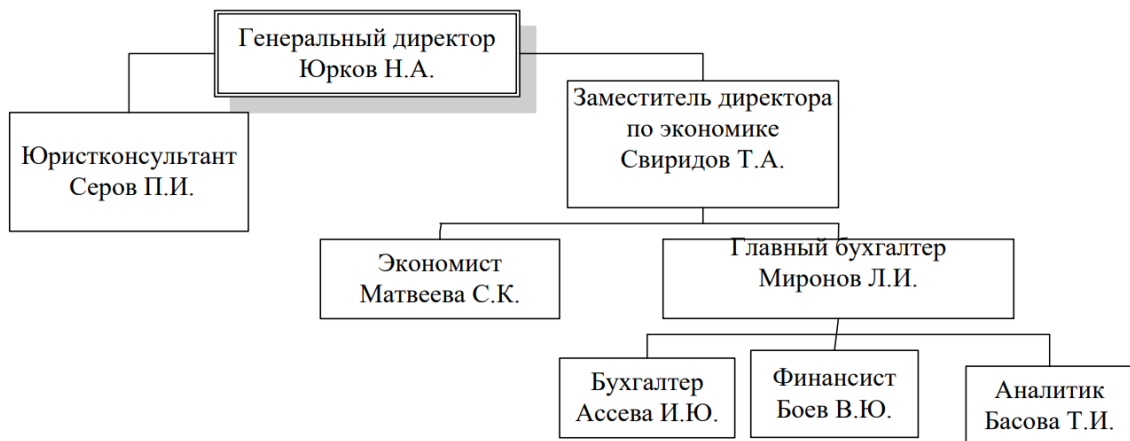 Генеральный директор
Юрков Н.А.
Заместитель директора
по экономике
Свиридов Т.А.
Юристконсультант
Серов П.И.
Экономист
Матвеева С.К.
Главный бухгалтер
Миронов Л.И.
Бухгалтер
Ассева И.Ю.
Финансист
Боев В.Ю.
Аналитик
Басова Т.И.